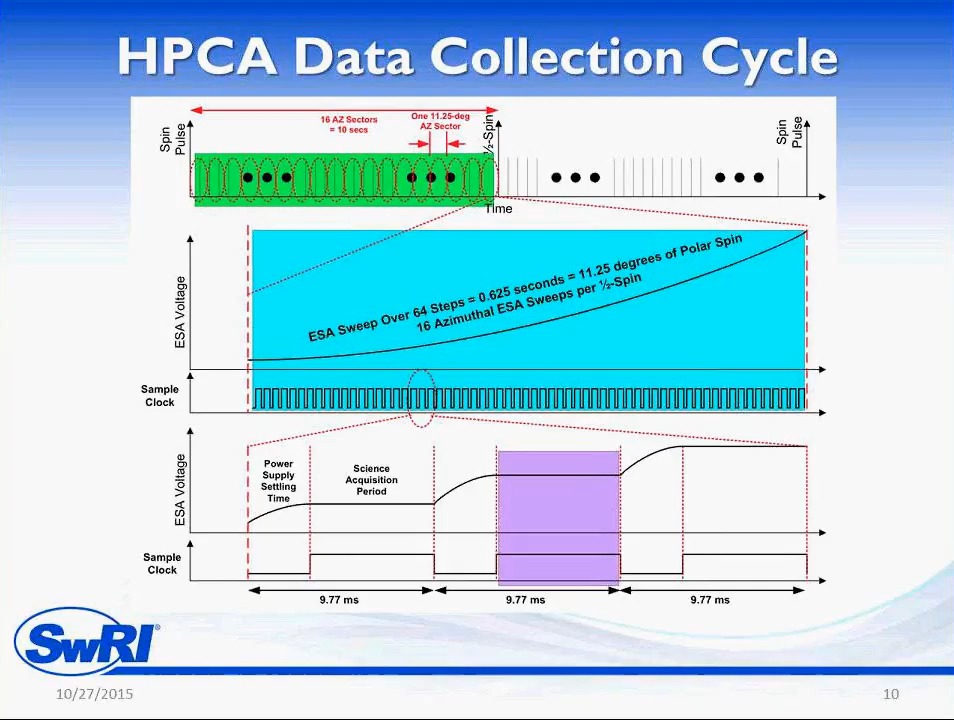 HPCA Data Collection Cycle
16 AZ Sectors
= 10 secs
One 11.25-deg
AZ Sector
Spin
Pulse
½-Spin
Spin
Pulse
Time
ESA Voltage
ESA Sweep Over 64 Steps = 0.625 seconds = 11.25 degrees of Polar Spin
16 Azimuthal ESA Sweeps per ½-Spin
Sample
Clock
ESA Voltage
Power
Supply
Settling
Time
Science
Acquisition
Period
Sample
Clock
9.77 ms
9.77 ms
9.77 ms
SwRI®
10/27/2015
10